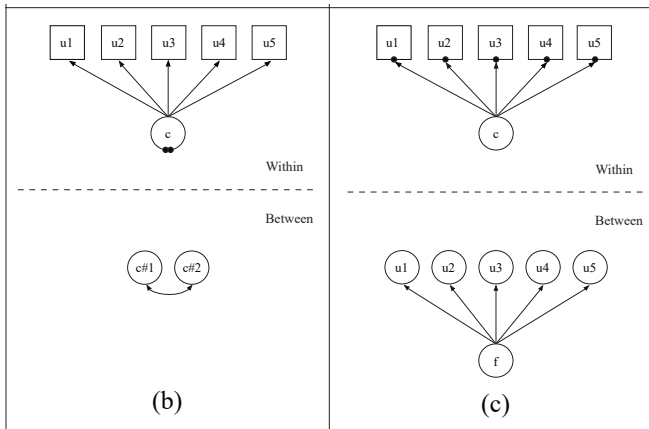 u1 u2 u3 u4 u5
c
Within
Between
c#1 c#2
(b)
u1 u2 u3 u4 u5
c
Within
Between
u1 u2 u3 u4 u5
f
(c)